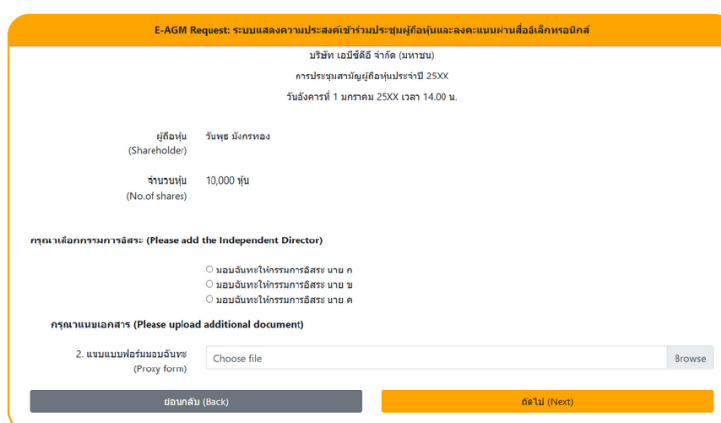 E-AGM Request: ระบบแสดงความประสงค์เข้าร่วมประชุมผู้ถือหุ้นและลงคะแนนผ่านสื่ออิเล็กทรอนิกส์
บริษัท เอบีซีดีอี จำกัด (มหาชน)
การประชุมสามัญผู้ถือหุ้นประจำปี 25XX
วันอังคารที่ 1 มกราคม 25XX เวลา 14.00 น.
ผู้ถือหุ้น วันพุธ มังกรทอง
(Shareholder)
จำนวนหุ้น 10,000 หุ้น
(No.of shares)
กรุณาเลือกกรรมการอิสระ (Please add the Independent Director)
มอบฉันทะให้กรรมการอิสระ นาย ก
มอบฉันทะให้กรรมการอิสระ นาย ข
มอบฉันทะให้กรรมการอิสระ นาย ค
กรุณาแนบเอกสาร (Please upload additional document)
2. แนบแบบฟอร์มมอบฉันทะ Choose file Browse
(Proxy form)
ย้อนกลับ (Back) ถัดไป (Next)